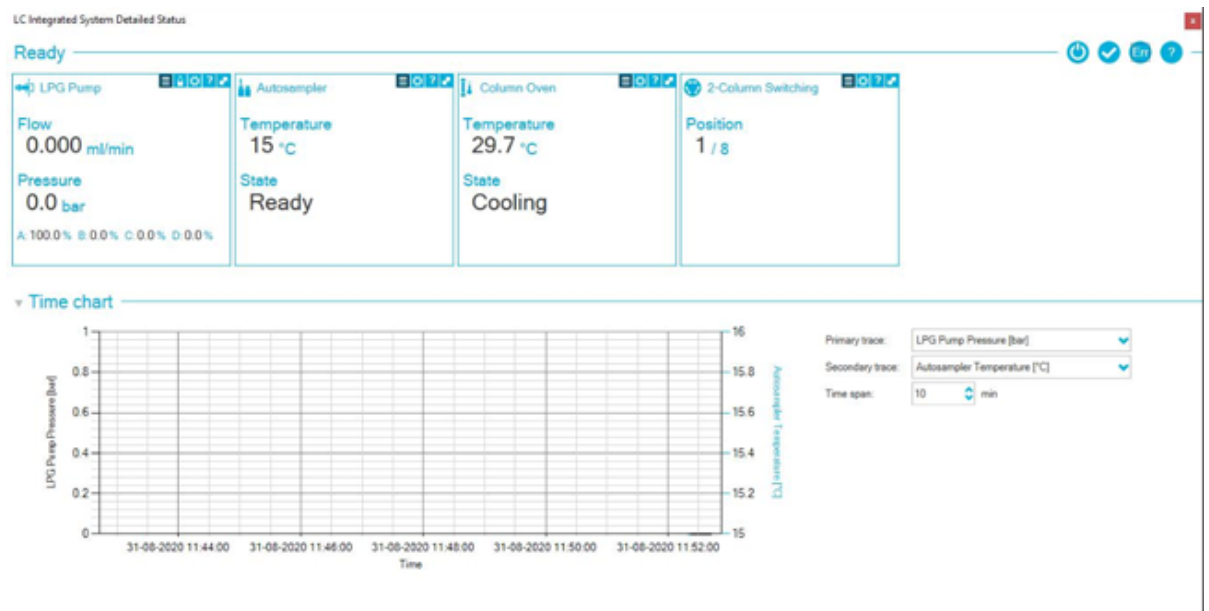 LC Integrated System Detailed Status
x
Ready
Err ?
LPG Pump
?
Flow
0.000 ml/min
Pressure
0.0 bar
A: 100.0 % B: 0.0 % C: 0.0 % D: 0.0 %
Autosampler
?
Temperature
15 °C
State
Ready
Column Oven
?
Temperature
29.7 °C
State
Cooling
2-Column Switching
?
Position
1 / 8
Time chart
1
0.8
0.6
0.4
0.2
0
LPG Pump Pressure [bar]
16
15.8
15.6
15.4
15.2
15
Autosampler Temperature [°C]
31-08-2020 11:44:00 31-08-2020 11:46:00 31-08-2020 11:48:00 31-08-2020 11:50:00 31-08-2020 11:52:00
Time
Primary trace: LPG Pump Pressure [bar]
Secondary trace: Autosampler Temperature [°C]
Time span: 10 min